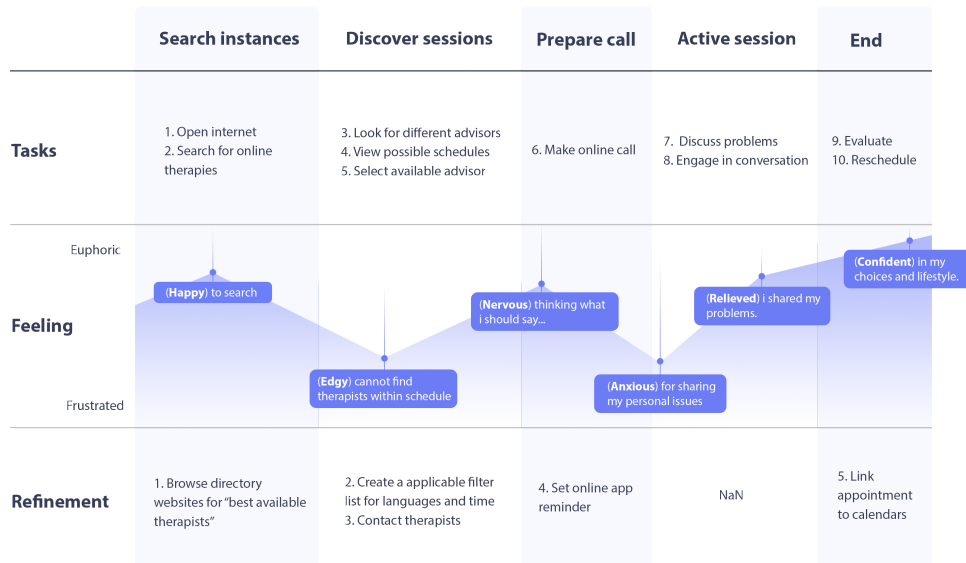 Search instances
Discover sessions
Prepare call
Active session
End
Tasks
1. Open internet
2. Search for online
therapies
3. Look for different advisors
4. View possible schedules
5. Select available advisor
6. Make online call
7. Discuss problems
8. Engage in conversation
9. Evaluate
10. Reschedule
Feeling
Euphoric
Frustrated
(Happy) to search
(Edgy) cannot find
therapists within schedule
(Nervous) thinking what
i should say...
(Anxious) for sharing
my personal issues
(Relieved) i shared my
problems.
(Confident) in my
choices and lifestyle.
Refinement
1. Browse directory
websites for “best available
therapists”
2. Create a applicable filter
list for languages and time
3. Contact therapists
4. Set online app
reminder
NaN
5. Link
appointment
to calendars